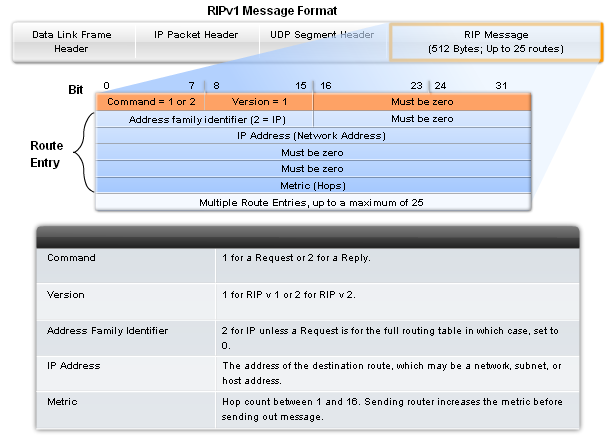 RIPv1 Message Format
Data Link Frame
Header
IP Packet Header
UDP Segment Header
RIP Message
(512 Bytes; Up to 25 routes)
Bit
0 7 8 15 16 23 24 31
Command = 1 or 2 Version = 1 Must be zero
Route
Entry
Address family identifier (2 = IP) Must be zero
IP Address (Network Address)
Must be zero
Must be zero
Metric (Hops)
Multiple Route Entries, up to a maximum of 25
Command 1 for a Request or 2 for a Reply.
Version 1 for RIP v 1 or 2 for RIP v 2.
Address Family Identifier 2 for IP unless a Request is for the full routing table in which case, set to
0.
IP Address The address of the destination route, which may be a network, subnet, or
host address.
Metric Hop count between 1 and 16. Sending router increases the metric before
sending out message.